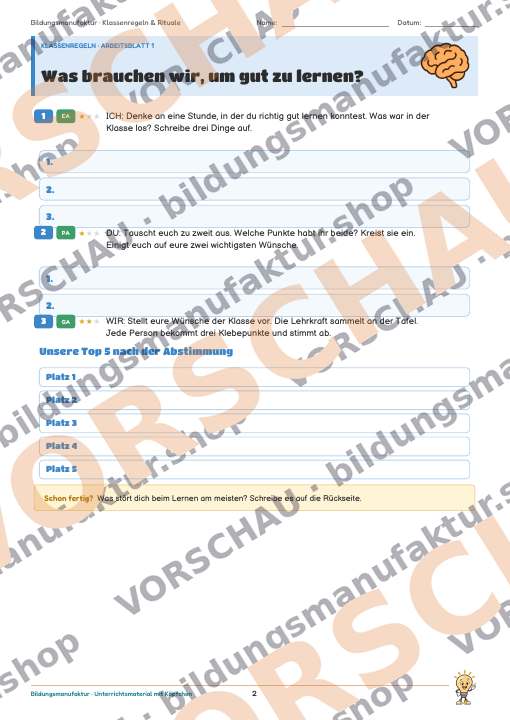 Bildungsmanufaktur · Klassenregeln & Rituale Name: Datum:
KLASSENREGELN · ARBEITSBLATT 1
Was brauchen wir, um gut zu lernen?
1 EA ICH: Denke an eine Stunde, in der du richtig gut lernen konntest. Was war in der
Klasse los? Schreibe drei Dinge auf.
1.
2.
3.
2 PA DU: Tauscht euch zu zweit aus. Welche Punkte habt ihr beide? Kreist sie ein.
Einigt euch auf eure zwei wichtigsten Wünsche.
1.
2.
3 GA WIR: Stellt eure Wünsche der Klasse vor. Die Lehrkraft sammelt an der Tafel.
Jede Person bekommt drei Klebepunkte und stimmt ab.
Unsere Top 5 nach der Abstimmung
Platz 1
Platz 2
Platz 3
Platz 4
Platz 5
Schon fertig? Was stört dich beim Lernen am meisten? Schreibe es auf die Rückseite.
Bildungsmanufaktur · Unterrichtsmaterial mit Köpfchen 2
VORSCHAU · bildungsmanufaktur.shop
VORSCHAU